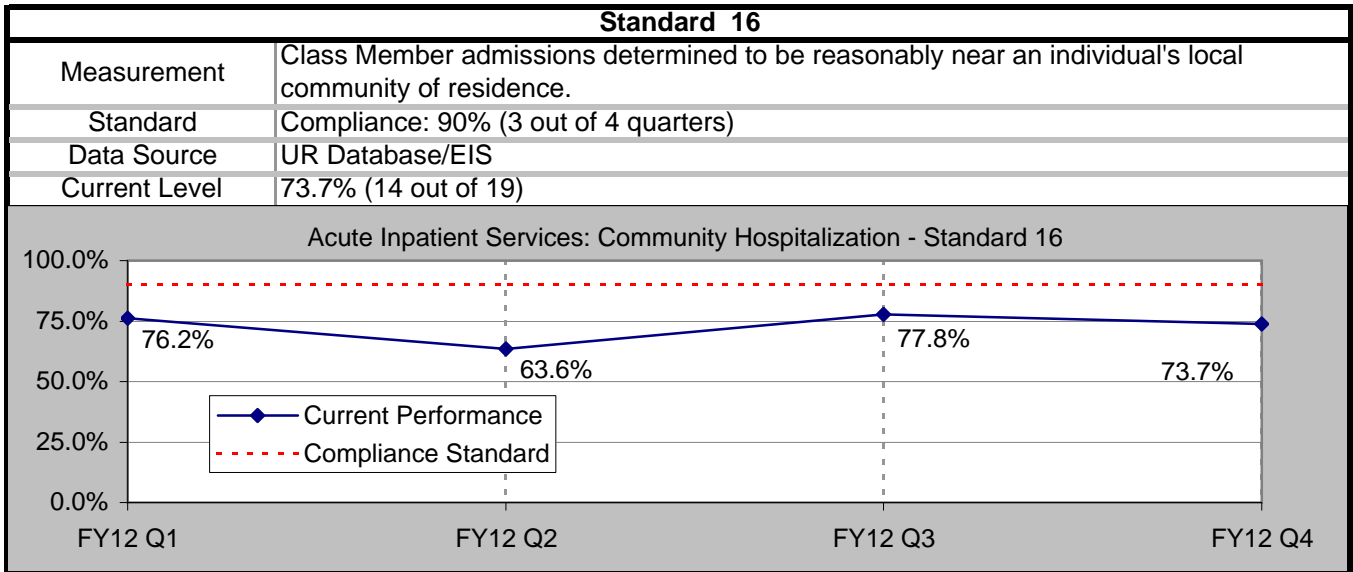 Standard 16
Measurement
Class Member admissions determined to be reasonably near an individual's local
community of residence.
Standard
Compliance: 90% (3 out of 4 quarters)
Data Source
UR Database/EIS
Current Level
73.7% (14 out of 19)
Acute Inpatient Services: Community Hospitalization - Standard 16
100.0%
75.0%
50.0%
25.0%
0.0%
76.2%
63.6%
77.8%
73.7%
Current Performance
Compliance Standard
FY12 Q1
FY12 Q2
FY12 Q3
FY12 Q4